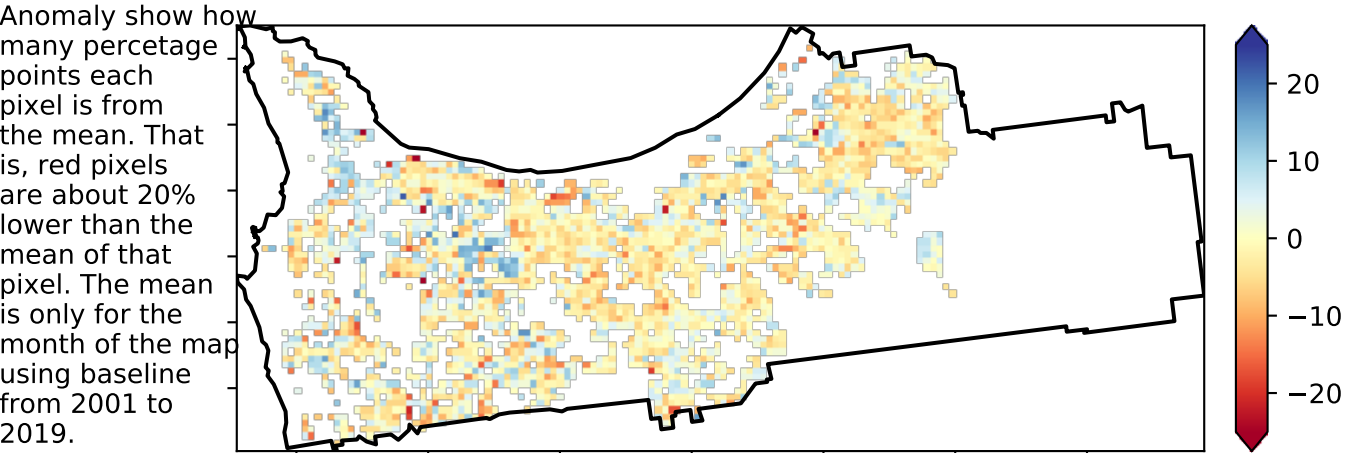 Anomaly show how
many percetage
points each
pixel is from
the mean. That
is, red pixels
are about 20%
lower than the
mean of that
pixel. The mean
is only for the
month of the map
using baseline
from 2001 to
2019.
20
10
0
−10
−20